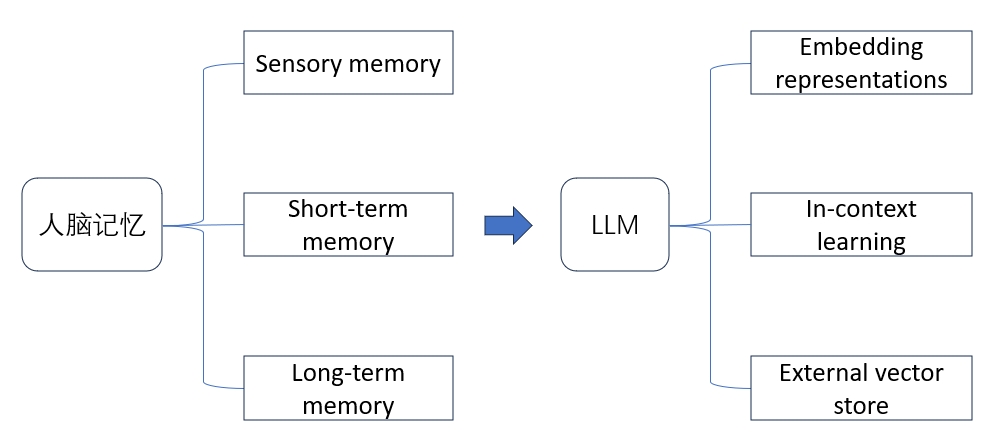 Sensory memory
人脑记忆
Short-term
memory
Long-term
memory
LLM
Embedding
representations
In-context
learning
External vector
store